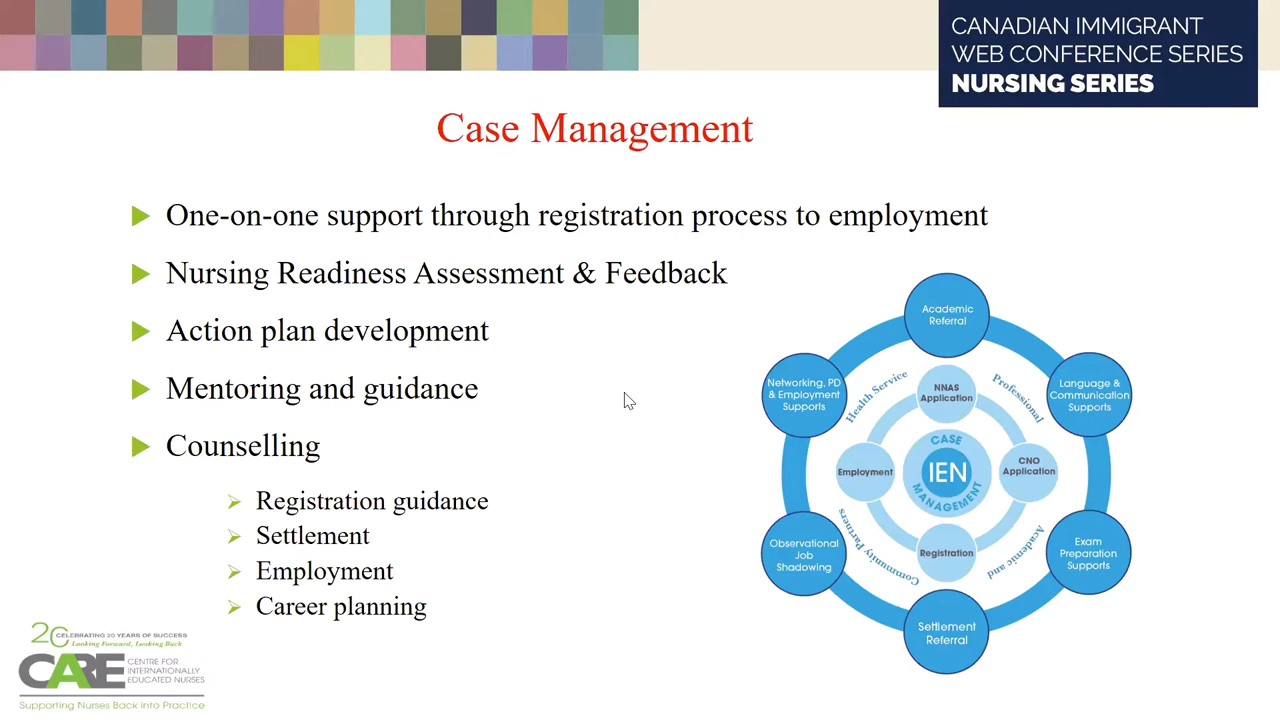 CANADIAN IMMIGRANT
WEB CONFERENCE SERIES
NURSING SERIES
Case Management
One-on-one support through registration process to employment
Nursing Readiness Assessment & Feedback
Action plan development
Mentoring and guidance
Counselling
Registration guidance
Settlement
Employment
Career planning
Academic
Referral
Networking, PD
& Employment
Supports
Language &
Communication
Supports
Health Service
Professional
NNAS
Application
Employment
CASE
IEN
MANAGEMENT
CNO
Application
Registration
Community Partners
Academic and
Observational
Job
Shadowing
Exam
Preparation
Supports
Settlement
Referral
20 CELEBRATING 20 YEARS OF SUCCESS
Looking Forward, Looking Back
CARE
CENTRE FOR
INTERNATIONALLY
EDUCATED NURSES
Supporting Nurses Back into Practice